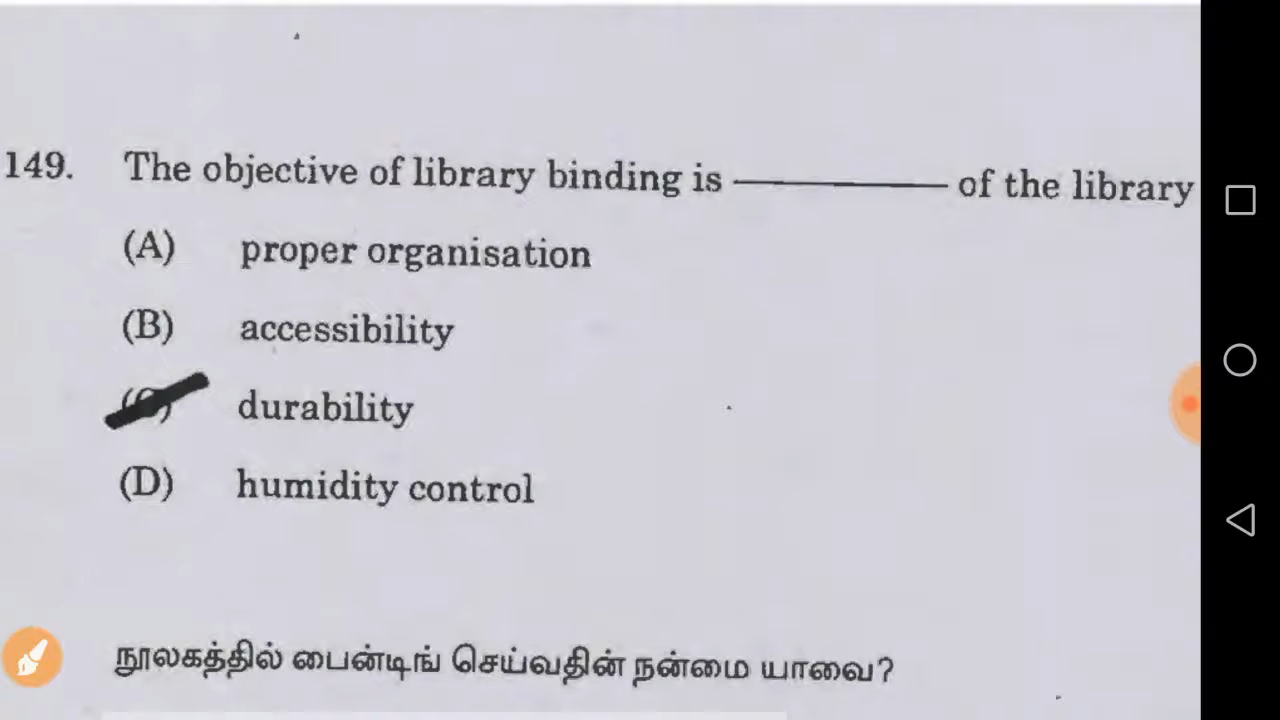 149. The objective of library binding is ———— of the library
(A) proper organisation
(B) accessibility
(C) durability
(D) humidity control
நூலகத்தில் பைன்டிங் செய்வதின் நன்மை யாவை?